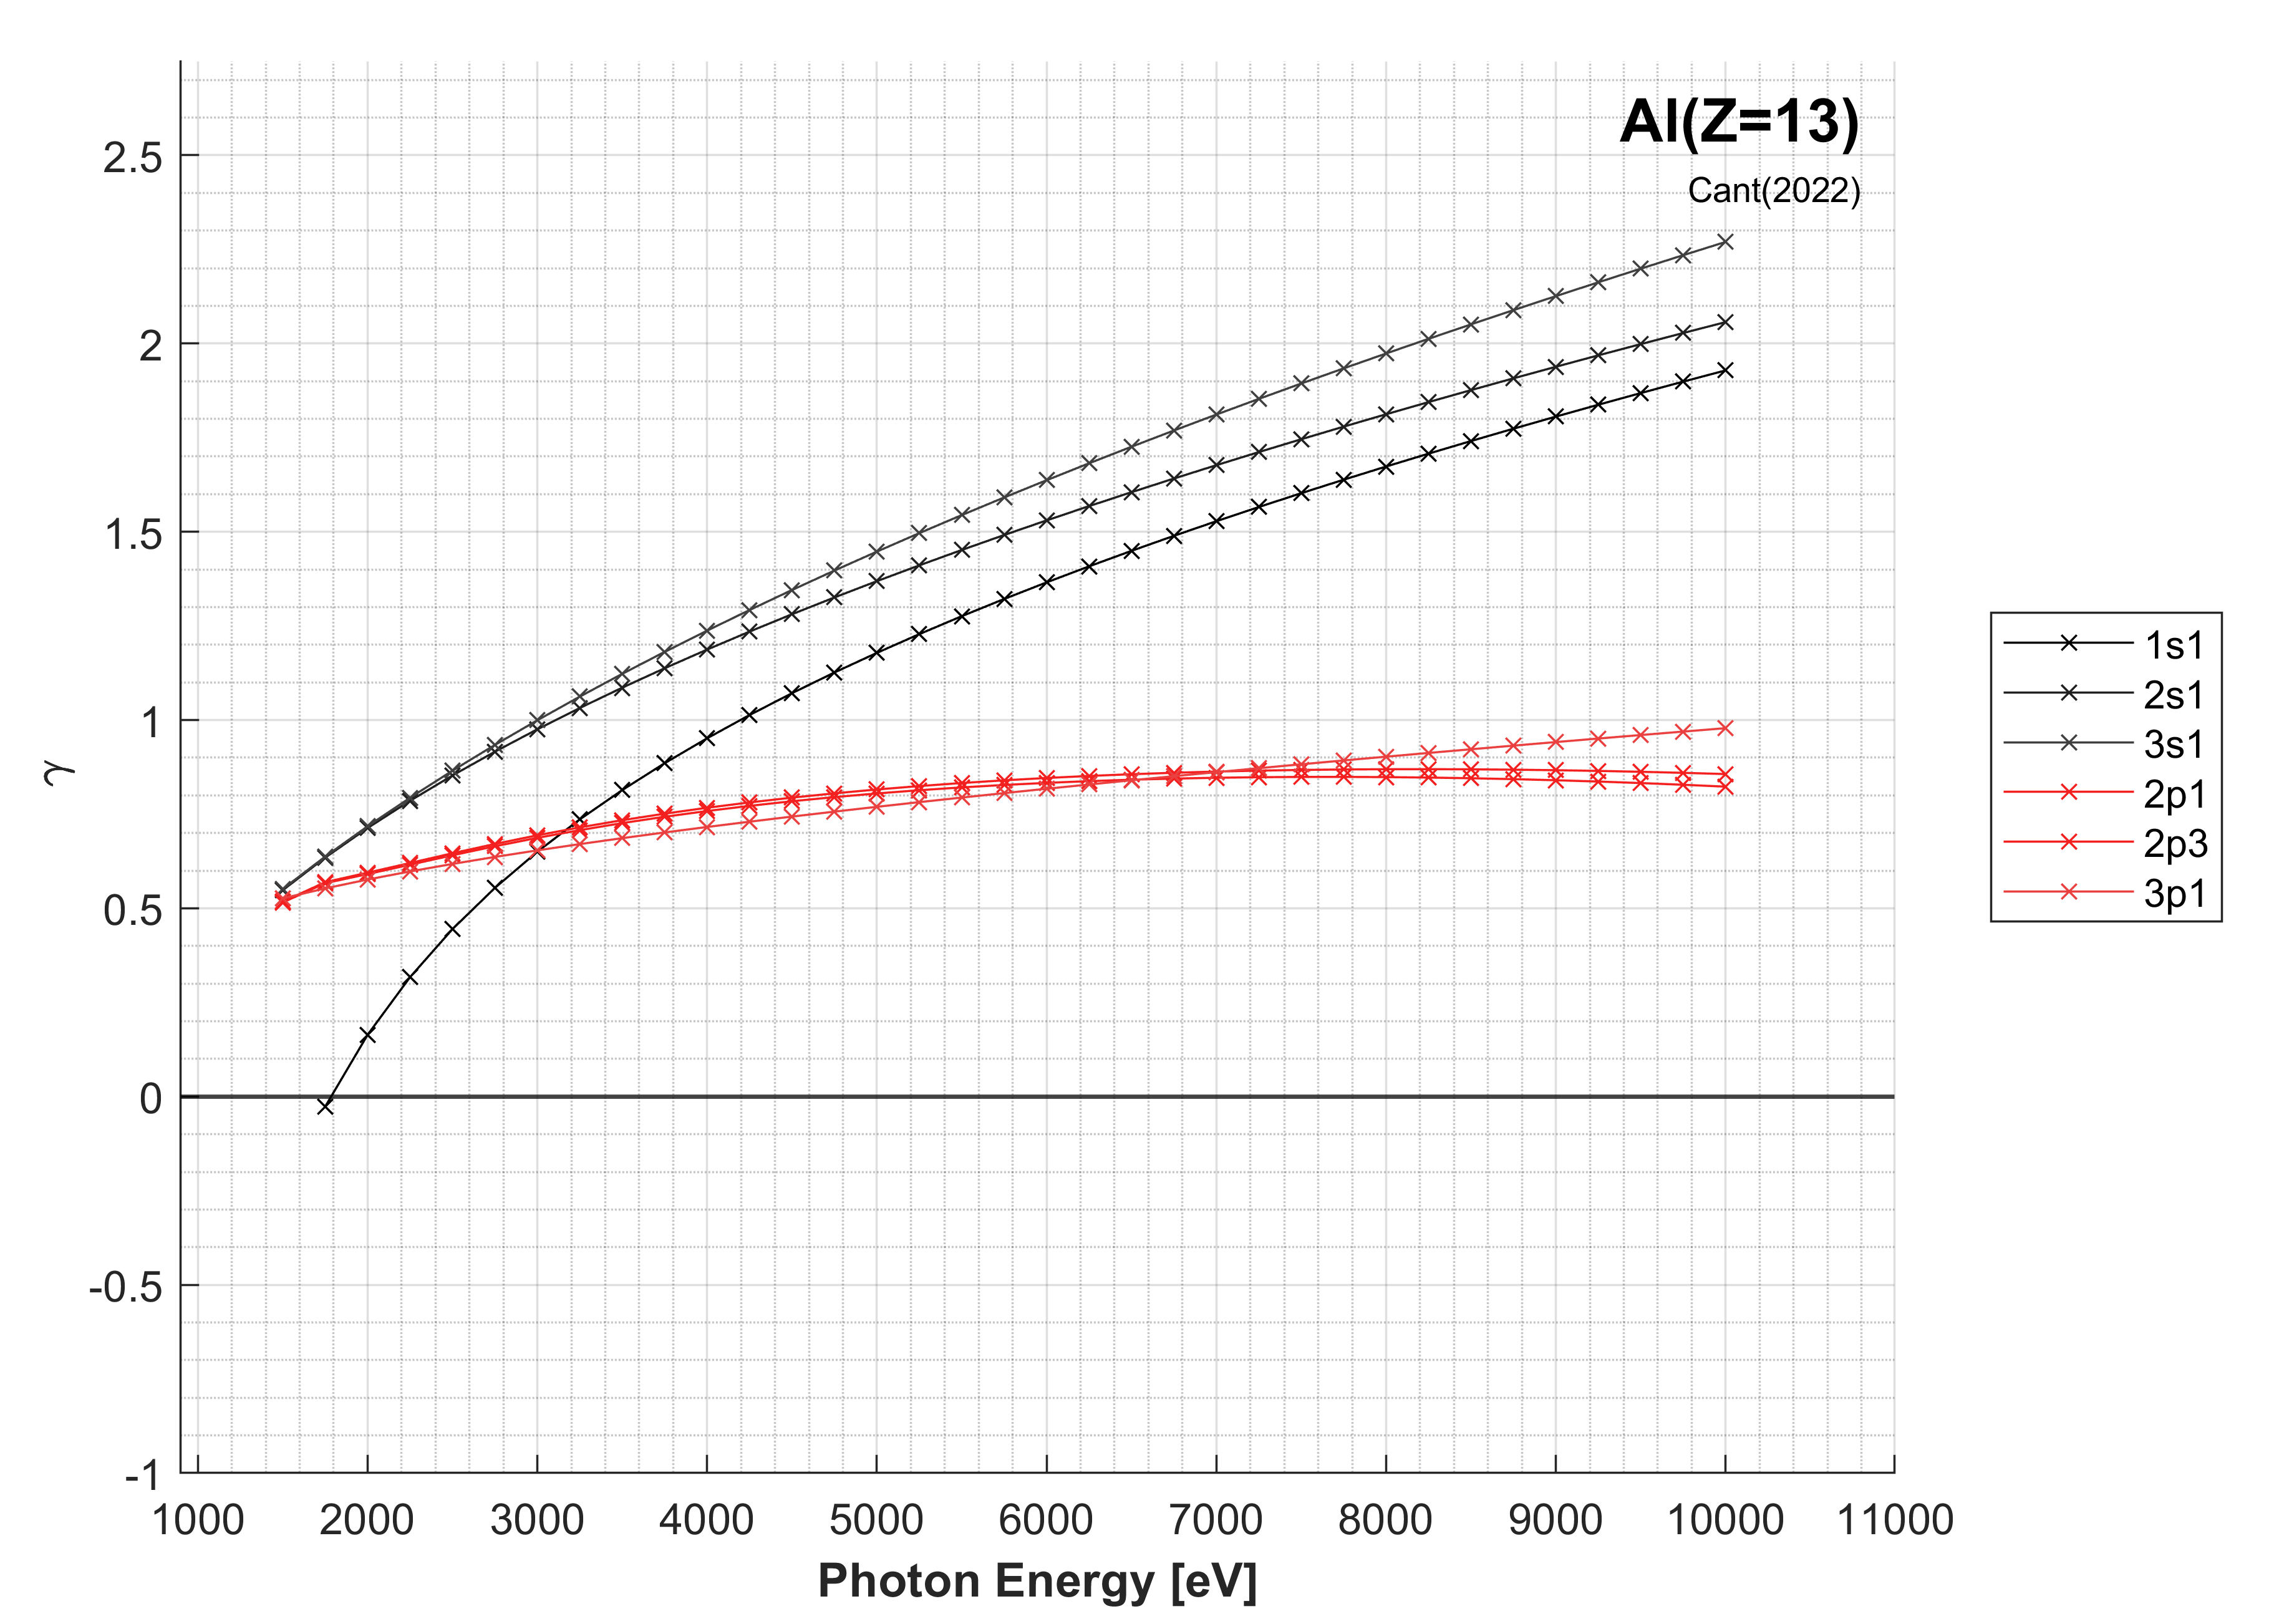 Al(Z=13)
Cant(2022)
2.5
2
1.5
1
0.5
0
-0.5
-1
γ
1000 2000 3000 4000 5000 6000 7000 8000 9000 10000 11000
Photon Energy [eV]
1s1
2s1
3s1
2p1
2p3
3p1